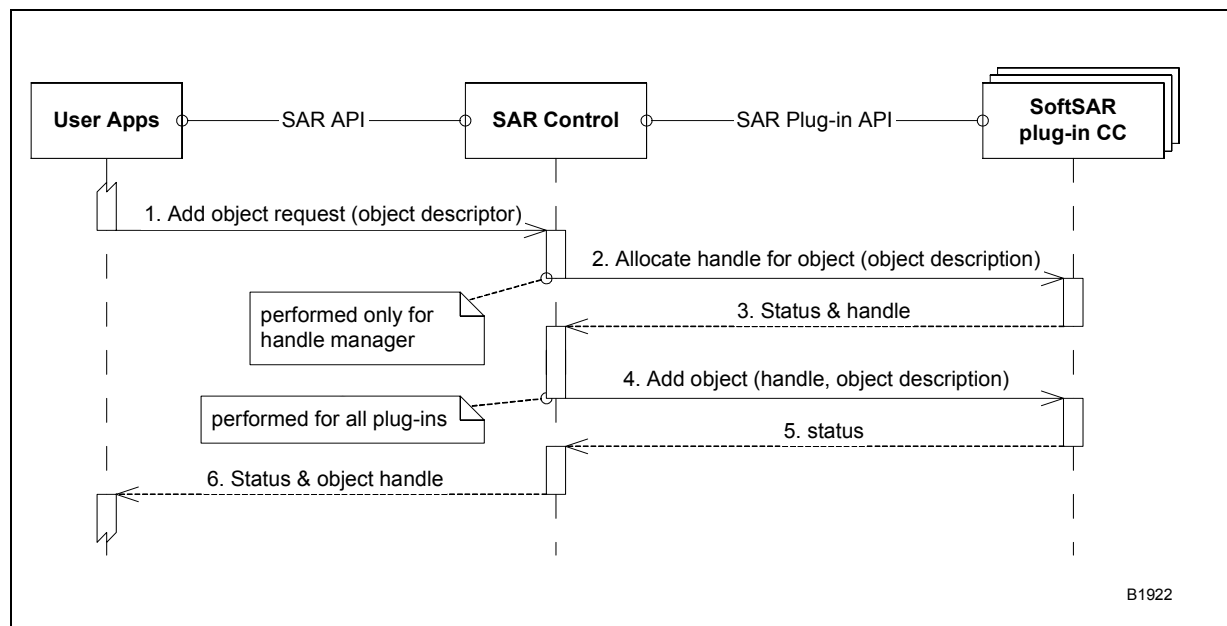 User Apps
SAR API
SAR Control
SAR Plug-in API
SoftSAR
plug-in CC
1. Add object request (object descriptor)
2. Allocate handle for object (object description)
performed only for
handle manager
3. Status & handle
4. Add object (handle, object description)
performed for all plug-ins
5. status
6. Status & object handle
B1922